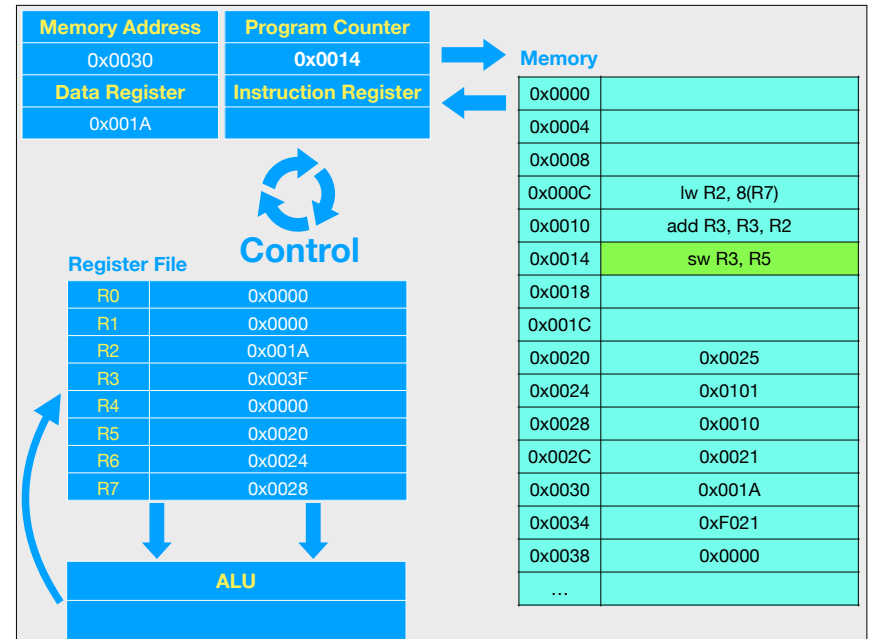 Memory Address Program Counter
0x0030 0x0014
Data Register Instruction Register
0x001A
Control
Register File
R0 0x0000
R1 0x0000
R2 0x001A
R3 0x003F
R4 0x0000
R5 0x0020
R6 0x0024
R7 0x0028
ALU
Memory
0x0000
0x0004
0x0008
0x000C lw R2, 8(R7)
0x0010 add R3, R3, R2
0x0014 sw R3, R5
0x0018
0x001C
0x0020 0x0025
0x0024 0x0101
0x0028 0x0010
0x002C 0x0021
0x0030 0x001A
0x0034 0xF021
0x0038 0x0000
…